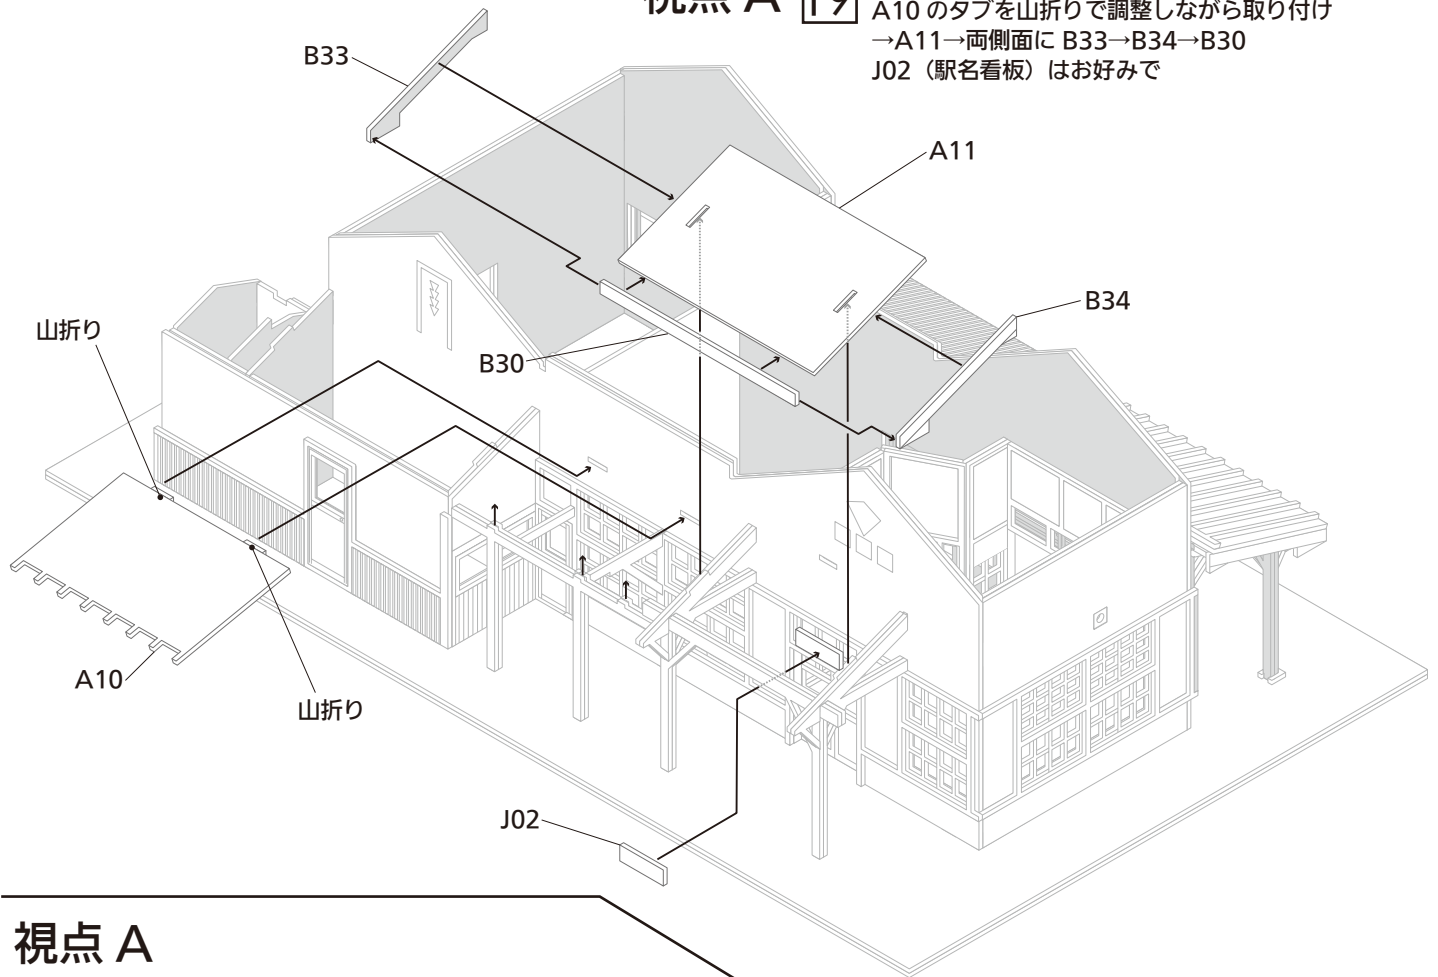 視点 A 19 A10 のタブを山折りで調整しながら取り付け
→A11→両側面に B33→B34→B30
J02（駅名看板）はお好みで
B33
A11
B34
山折り
B30
A10
山折り
J02
視点 A